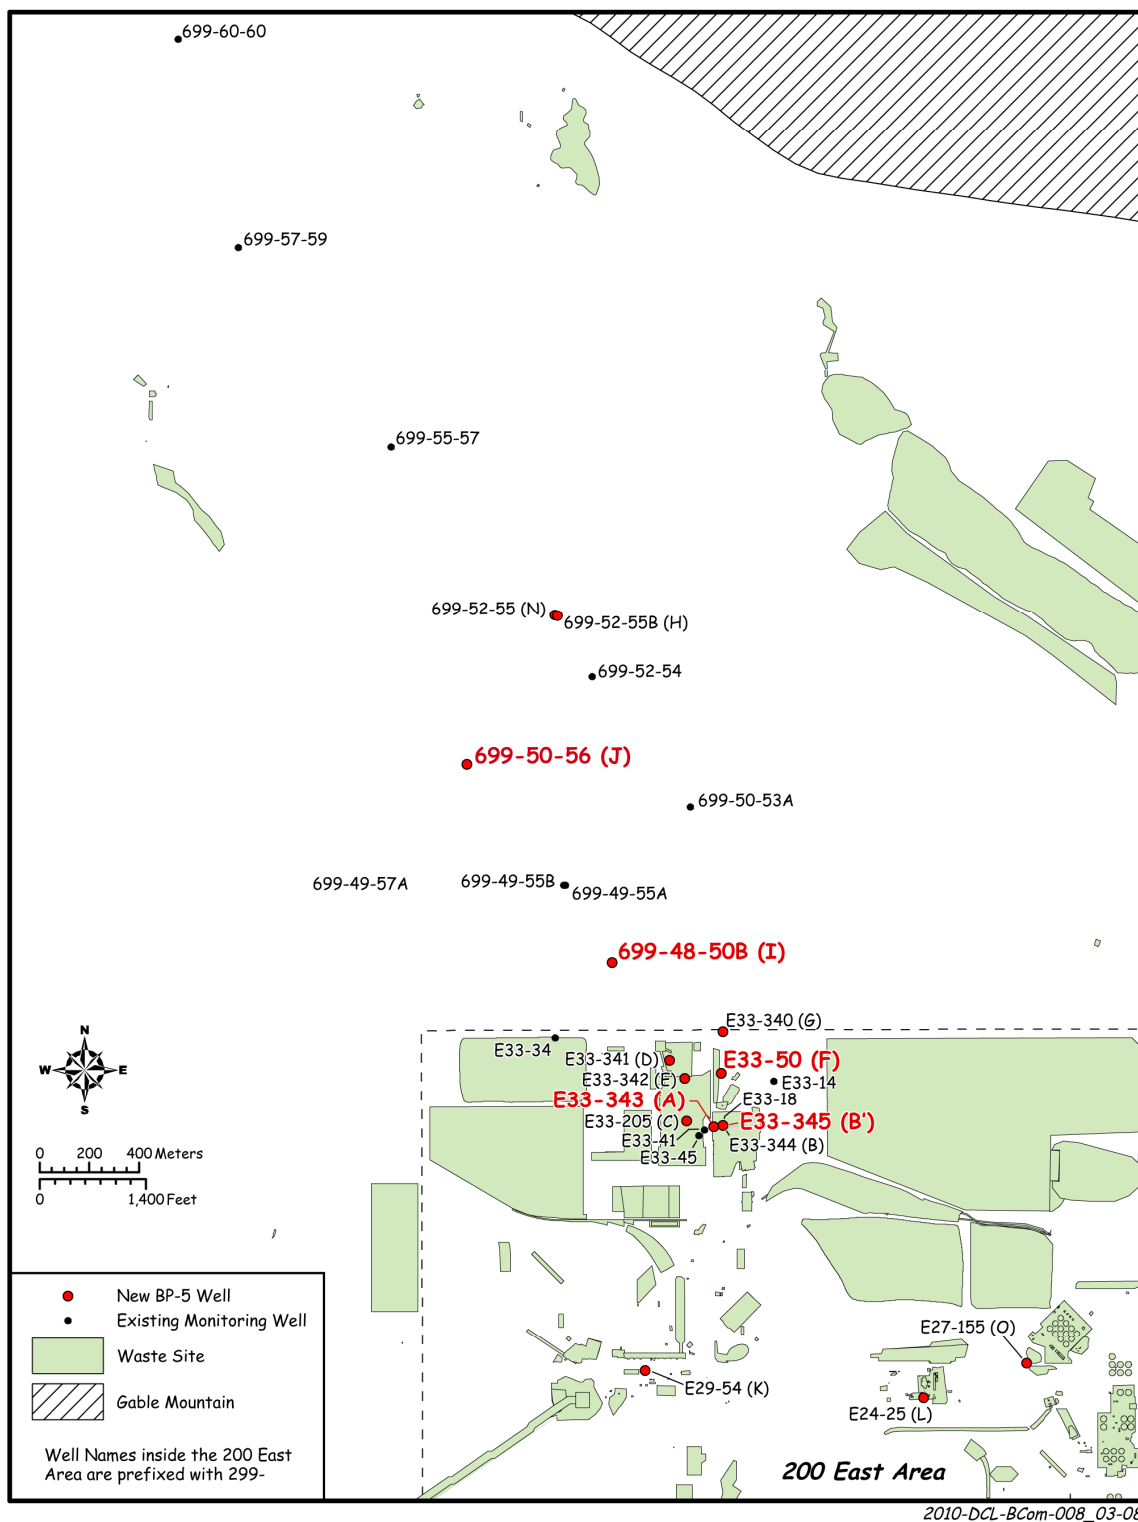 699-60-60
699-57-59
699-55-57
699-52-55 (N)
699-52-55B (H)
699-52-54
699-50-56 (J)
699-50-53A
699-49-57A
699-49-55B
699-49-55A
699-48-50B (I)
E33-340 (G)
E33-34
E33-341 (D)
E33-50 (F)
E33-342 (E)
E33-14
E33-343 (A)
E33-18
E33-205 (C)
E33-345 (B')
E33-41
E33-344 (B)
E33-45
N
W
E
S
0 200 400 Meters
0 1,400 Feet
New BP-5 Well
Existing Monitoring Well
Waste Site
Gable Mountain
Well Names inside the 200 East
Area are prefixed with 299-
E27-155 (O)
E29-54 (K)
E24-25 (L)
200 East Area
2010-DCL-BCom-008_03-08